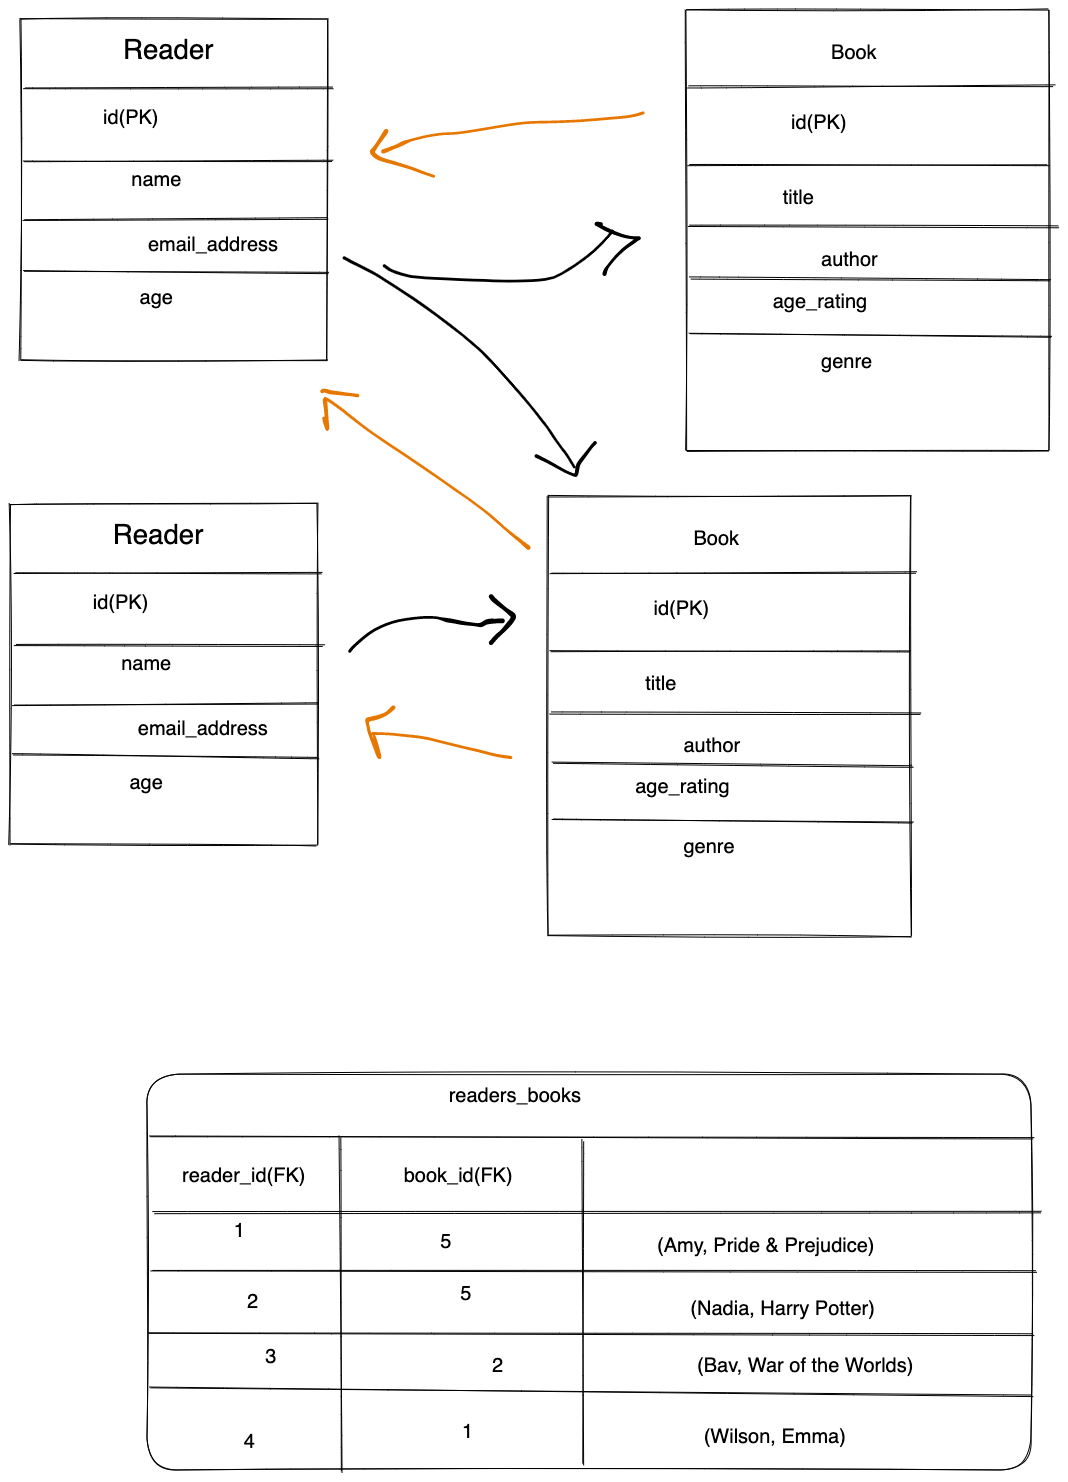 Reader
id(PK)
name
email_address
age
Book
id(PK)
title
author
age_rating
genre
Reader
id(PK)
name
email_address
age
Book
id(PK)
title
author
age_rating
genre
readers_books
reader_id(FK) book_id(FK)
1 5 (Amy, Pride & Prejudice)
2 5 (Nadia, Harry Potter)
3 2 (Bav, War of the Worlds)
4 1 (Wilson, Emma)